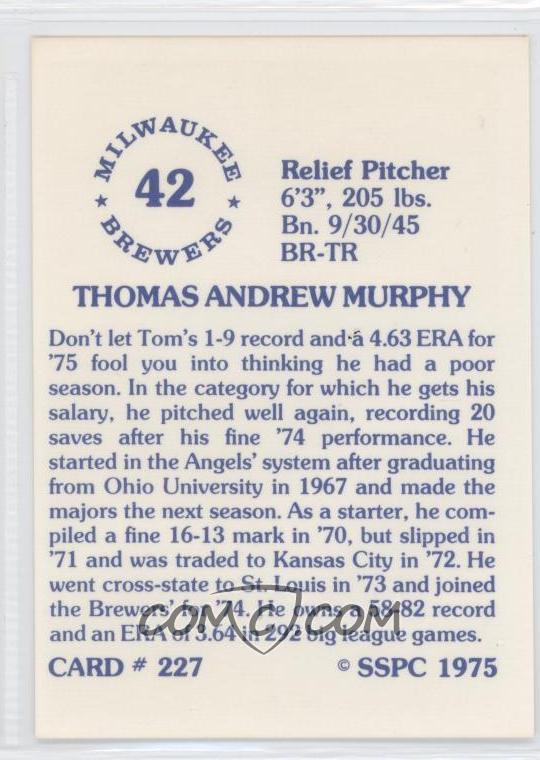 MILWAUKEE
42
BREWERS
Relief Pitcher
6'3", 205 lbs.
Bn. 9/30/45
BR-TR
THOMAS ANDREW MURPHY
Don't let Tom's 1-9 record and a 4.63 ERA for
'75 fool you into thinking he had a poor
season. In the category for which he gets his
salary, he pitched well again, recording 20
saves after his fine '74 performance. He
started in the Angels' system after graduating
from Ohio University in 1967 and made the
majors the next season. As a starter, he com-
piled a fine 16-13 mark in '70, but slipped in
'71 and was traded to Kansas City in '72. He
went cross-state to St. Louis in '73 and joined
the Brewers' for '74. He owns a 58-82 record
and an ERA of 3.64 in 292 big league games.
COMC.COM
CARD # 227 © SSPC 1975